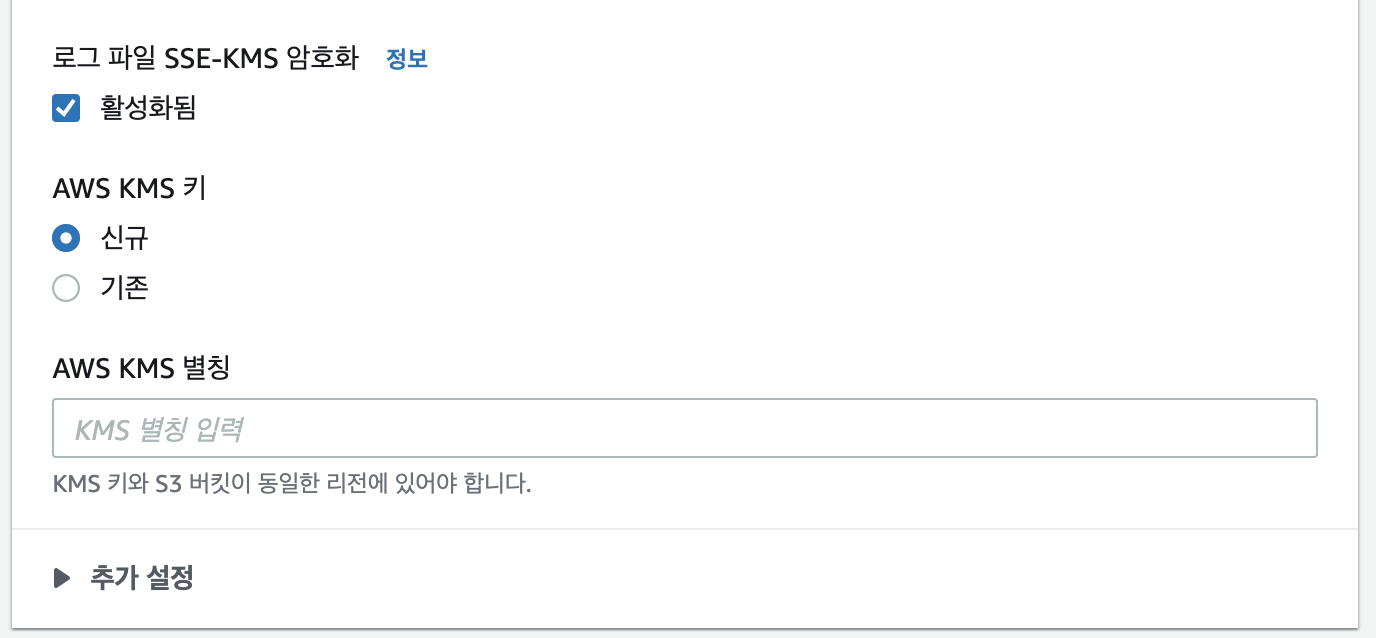 로그 파일 SSE-KMS 암호화 정보
활성화됨
AWS KMS 키
신규
기존
AWS KMS 별칭
KMS 별칭 입력
KMS 키와 S3 버킷이 동일한 리전에 있어야 합니다.
추가 설정